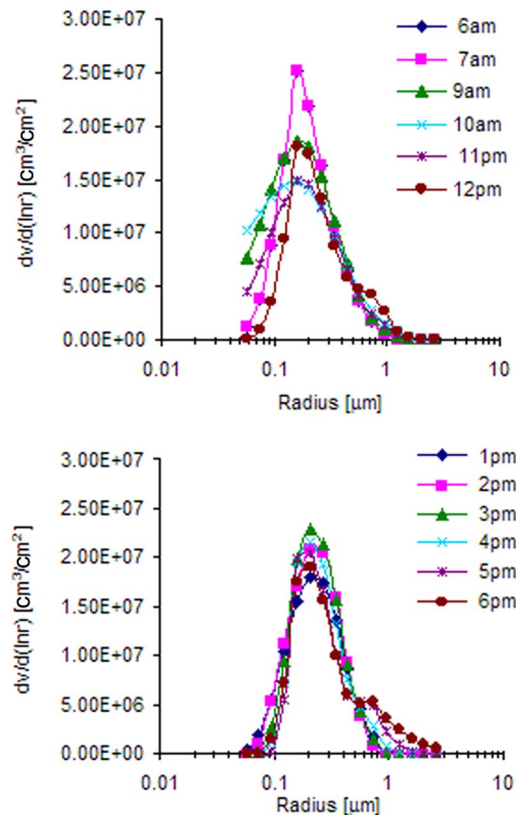 3.00E+07
2.50E+07
2.00E+07
1.50E+07
1.00E+07
5.00E+06
0.00E+00
dv/d(lnr) [cm³/cm²]
0.01
0.1
1
10
Radius [μm]
6am
7am
9am
10am
11pm
12pm
3.00E+07
2.50E+07
2.00E+07
1.50E+07
1.00E+07
5.00E+06
0.00E+00
dv/d(lnr) [cm³/cm²]
0.01
0.1
1
10
Radius [μm]
1pm
2pm
3pm
4pm
5pm
6pm